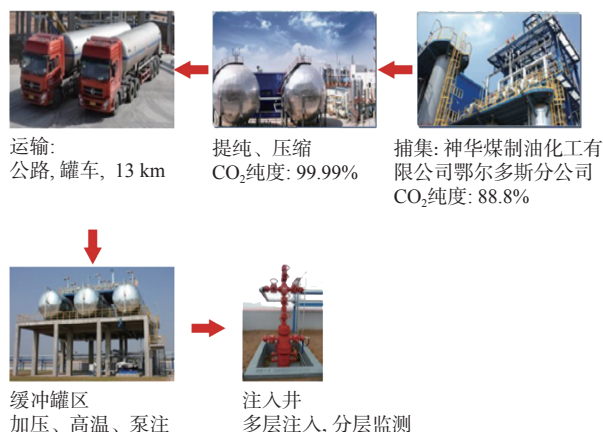 运输:
公路, 罐车, 13 km
提纯、压缩
CO₂纯度: 99.99%
捕集: 神华煤制油化工有
限公司鄂尔多斯分公司
CO₂纯度: 88.8%
缓冲罐区
加压、高温、泵注
注入井
多层注入, 分层监测